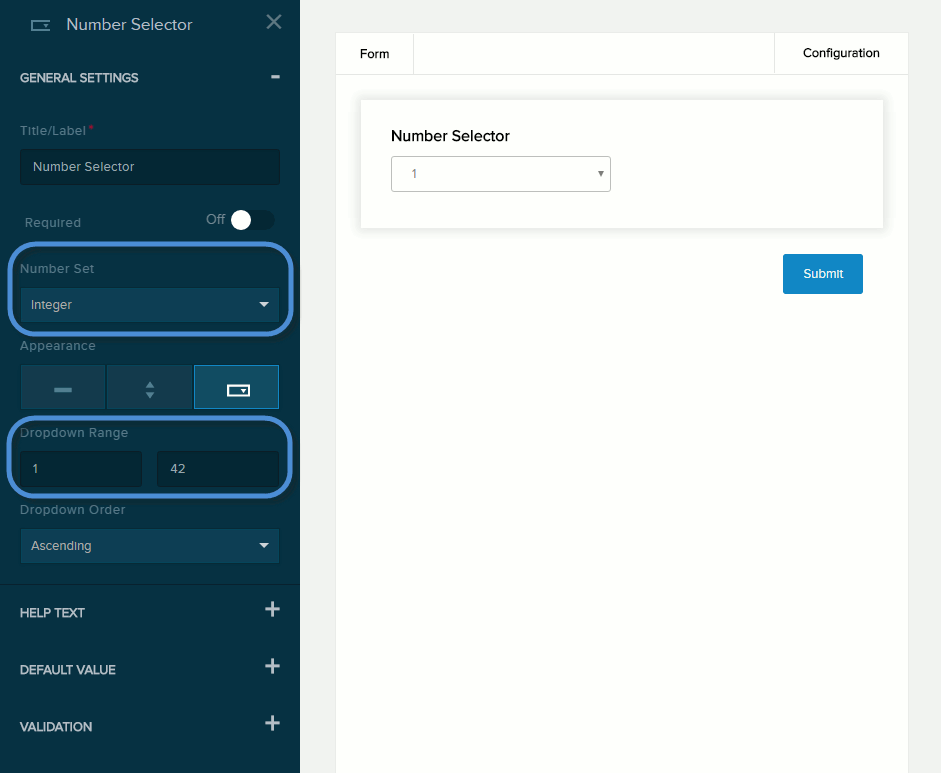 Number Selector
GENERAL SETTINGS
Title/Label*
Number Selector
Required
Off
Number Set
Integer
Appearance
Dropdown Range
1
42
Dropdown Order
Ascending
HELP TEXT
DEFAULT VALUE
VALIDATION
Form
Configuration
Number Selector
1
Submit